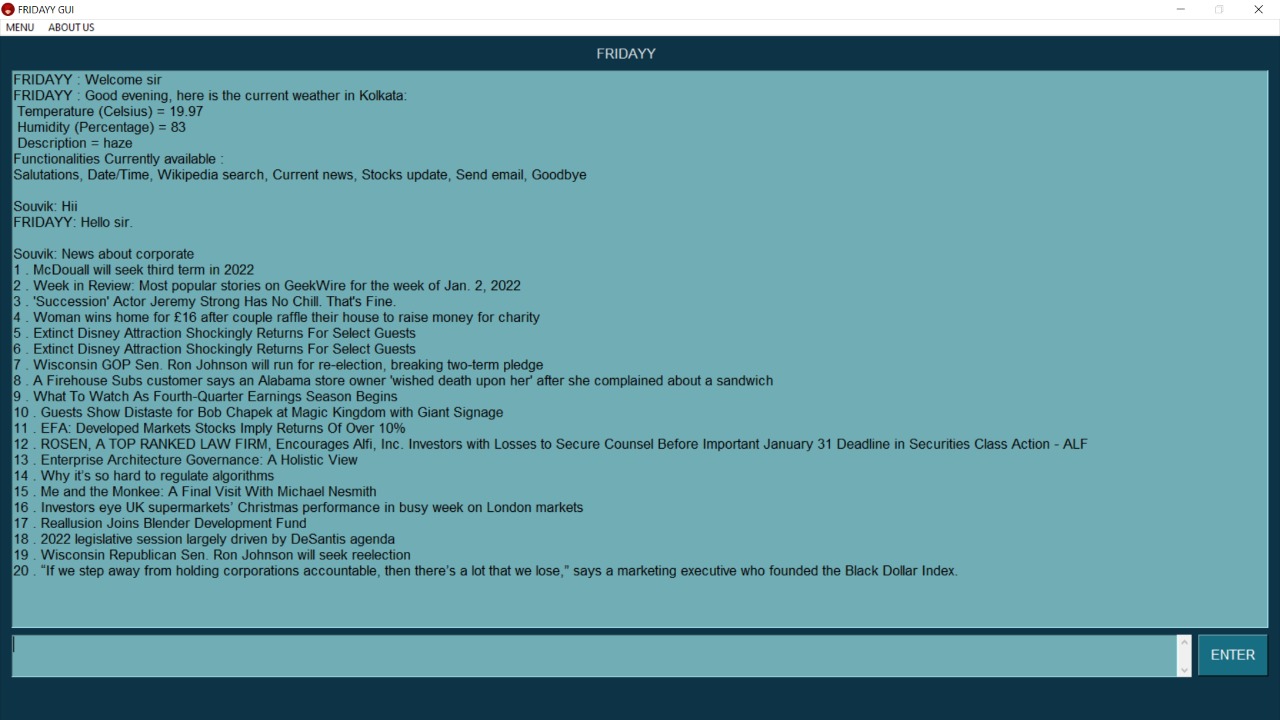 FRIDAYY GUI
MENU ABOUT US
FRIDAYY
FRIDAYY : Welcome sir
FRIDAYY : Good evening, here is the current weather in Kolkata:
Temperature (Celsius) = 19.97
Humidity (Percentage) = 83
Description = haze
Functionalities Currently available :
Salutations, Date/Time, Wikipedia search, Current news, Stocks update, Send email, Goodbye
Souvik: Hii
FRIDAYY: Hello sir.
Souvik: News about corporate
1 . McDouall will seek third term in 2022
2 . Week in Review: Most popular stories on GeekWire for the week of Jan. 2, 2022
3 . 'Succession' Actor Jeremy Strong Has No Chill. That's Fine.
4 . Woman wins home for £16 after couple raffle their house to raise money for charity
5 . Extinct Disney Attraction Shockingly Returns For Select Guests
6 . Extinct Disney Attraction Shockingly Returns For Select Guests
7 . Wisconsin GOP Sen. Ron Johnson will run for re-election, breaking two-term pledge
8 . A Firehouse Subs customer says an Alabama store owner 'wished death upon her' after she complained about a sandwich
9 . What To Watch As Fourth-Quarter Earnings Season Begins
10 . Guests Show Distaste for Bob Chapek at Magic Kingdom with Giant Signage
11 . EFA: Developed Markets Stocks Imply Returns Of Over 10%
12 . ROSEN, A TOP RANKED LAW FIRM, Encourages Alfi, Inc. Investors with Losses to Secure Counsel Before Important January 31 Deadline in Securities Class Action - ALF
13 . Enterprise Architecture Governance: A Holistic View
14 . Why it's so hard to regulate algorithms
15 . Me and the Monkee: A Final Visit With Michael Nesmith
16 . Investors eye UK supermarkets’ Christmas performance in busy week on London markets
17 . Reallusion Joins Blender Development Fund
18 . 2022 legislative session largely driven by DeSantis agenda
19 . Wisconsin Republican Sen. Ron Johnson will seek reelection
20 . “If we step away from holding corporations accountable, then there’s a lot that we lose,” says a marketing executive who founded the Black Dollar Index.
ENTER